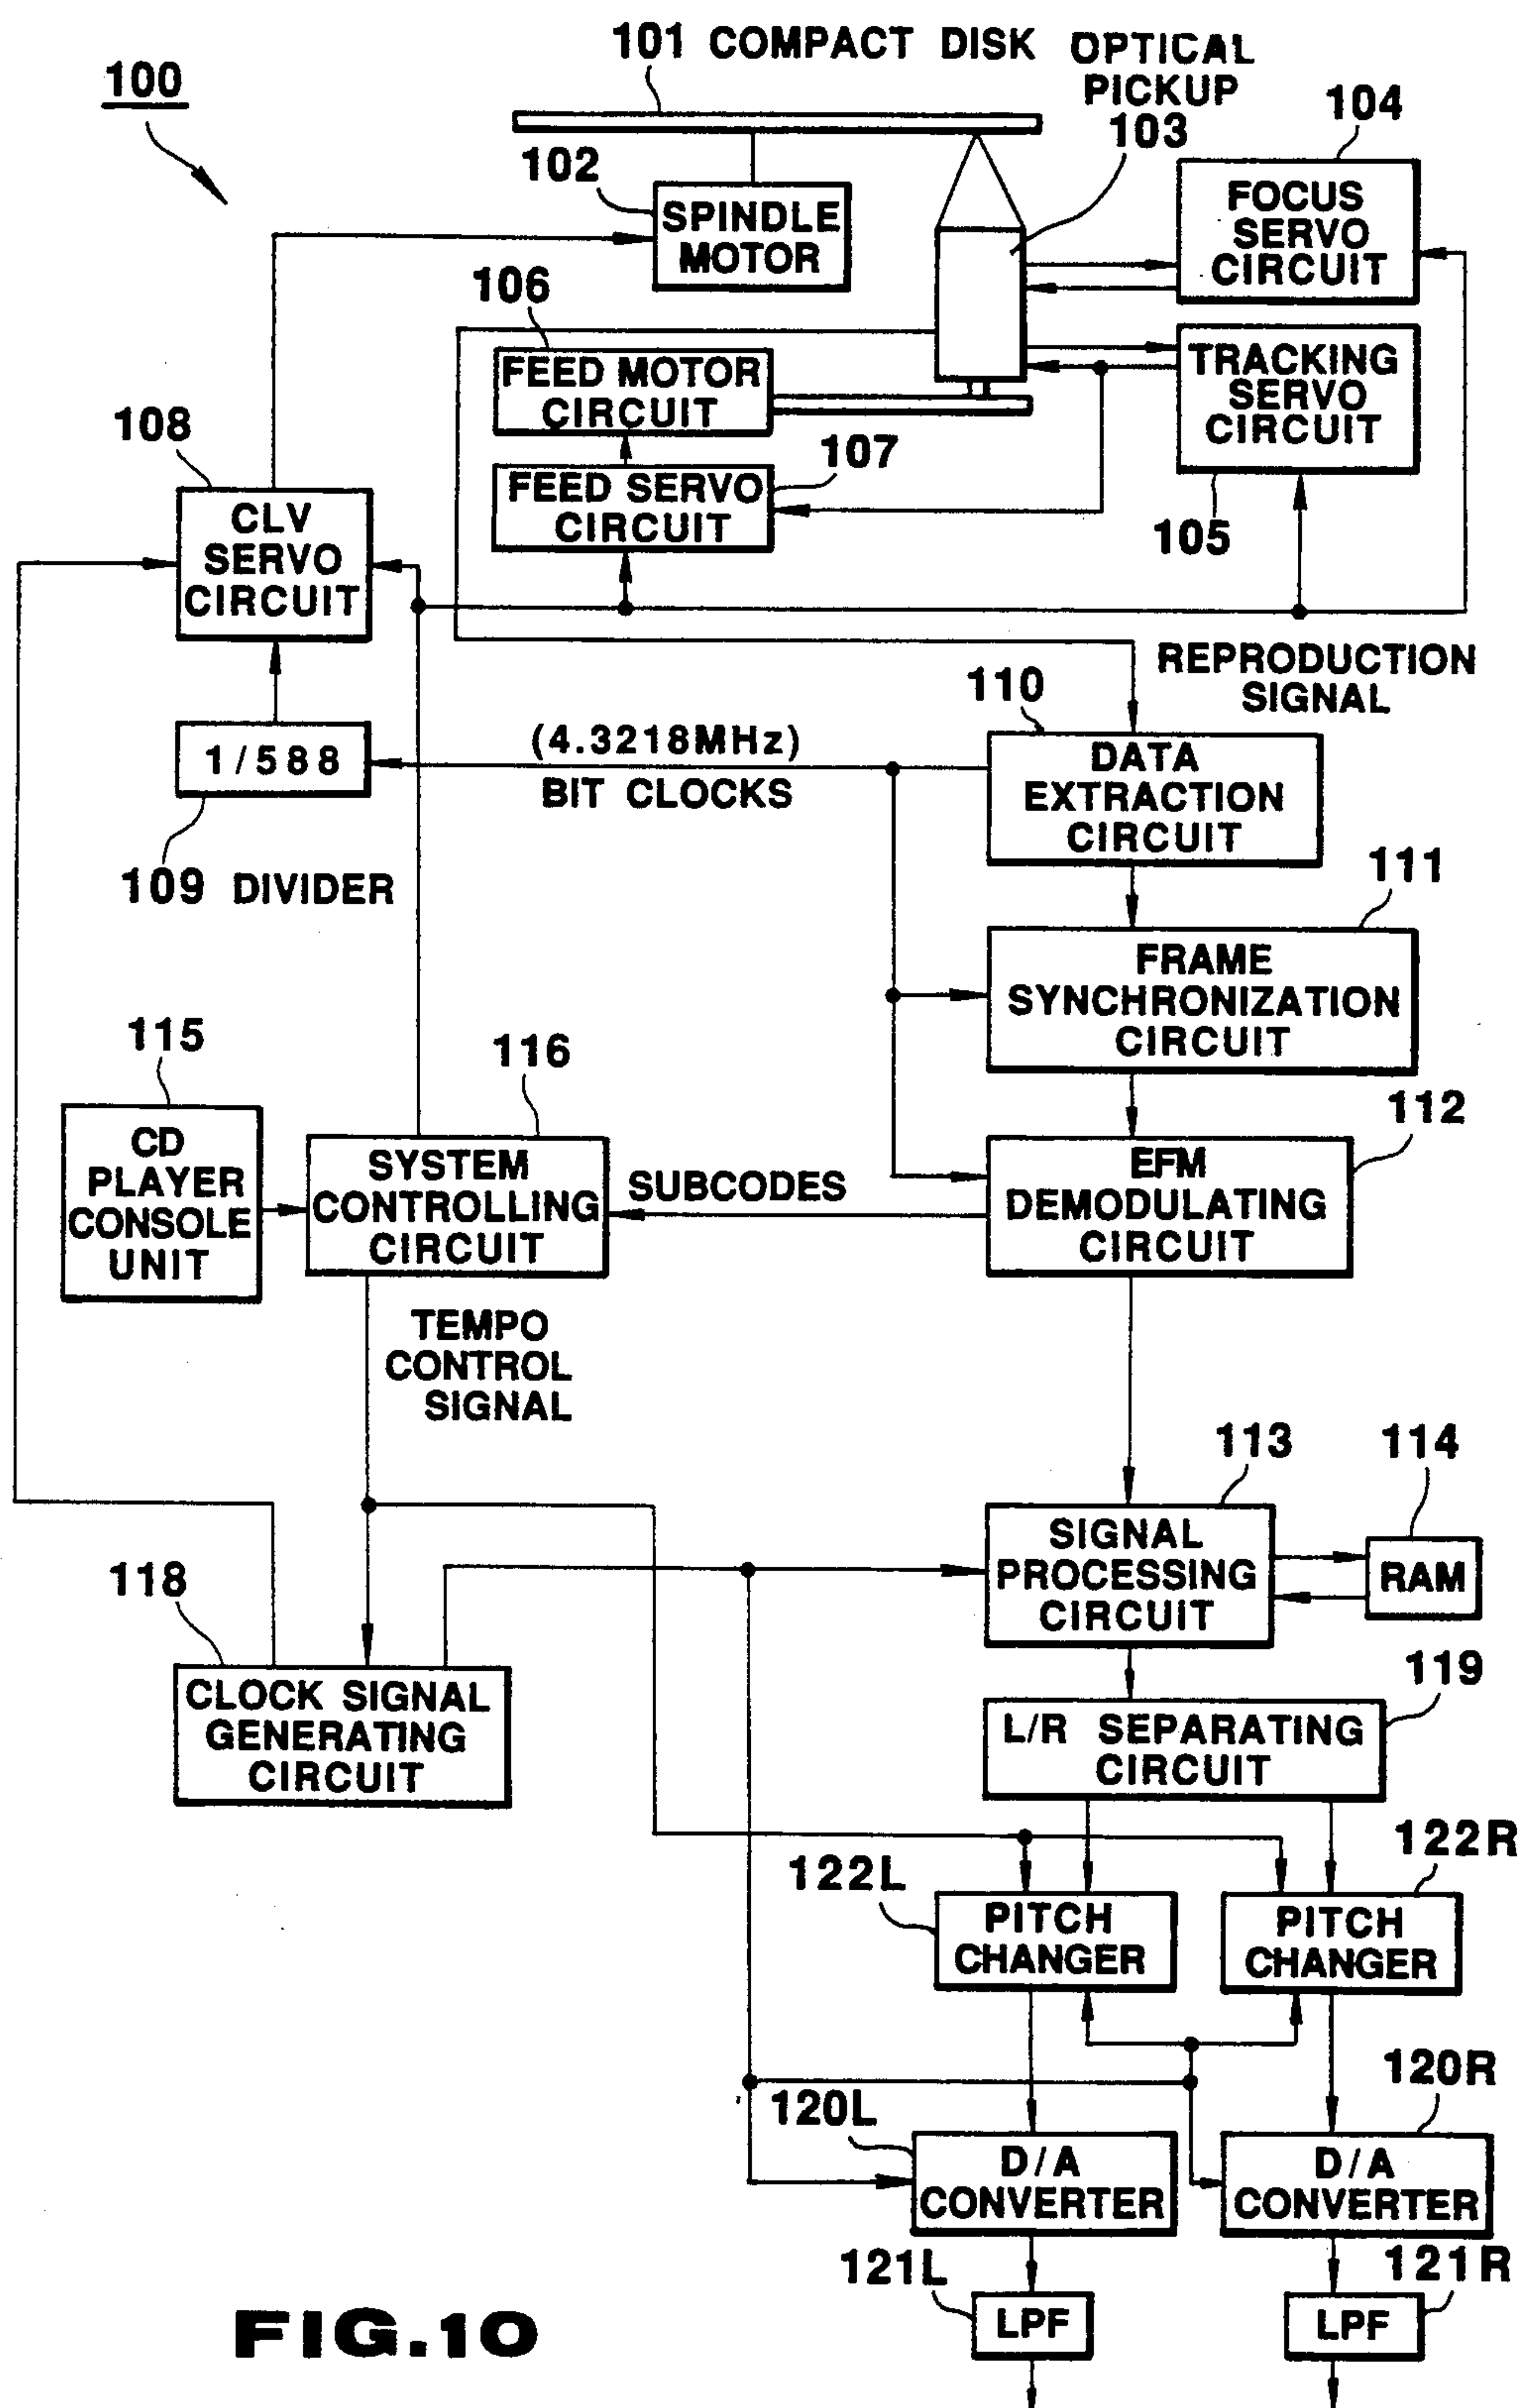 101 COMPACT DISK
OPTICAL
PICKUP
103
100
104
102
SPINDLE
MOTOR
FOCUS
SERVO
CIRCUIT
106
FEED MOTOR
CIRCUIT
TRACKING
SERVO
CIRCUIT
108
107
CLV
SERVO
CIRCUIT
FEED SERVO
CIRCUIT
105
REPRODUCTION
SIGNAL
110
1/588
(4.3218MHz)
BIT CLOCKS
DATA
EXTRACTION
CIRCUIT
109 DIVIDER
111
FRAME
SYNCHRONIZATION
CIRCUIT
115
116
112
CD
PLAYER
CONSOLE
UNIT
SYSTEM
CONTROLLING
CIRCUIT
SUBCODES
EFM
DEMODULATING
CIRCUIT
TEMPO
CONTROL
SIGNAL
113
114
SIGNAL
PROCESSING
CIRCUIT
RAM
118
119
CLOCK SIGNAL
GENERATING
CIRCUIT
L/R SEPARATING
CIRCUIT
122L
122R
PITCH
CHANGER
PITCH
CHANGER
120L
120R
D/A
CONVERTER
D/A
CONVERTER
121L
121R
LPF
LPF
FIG.10